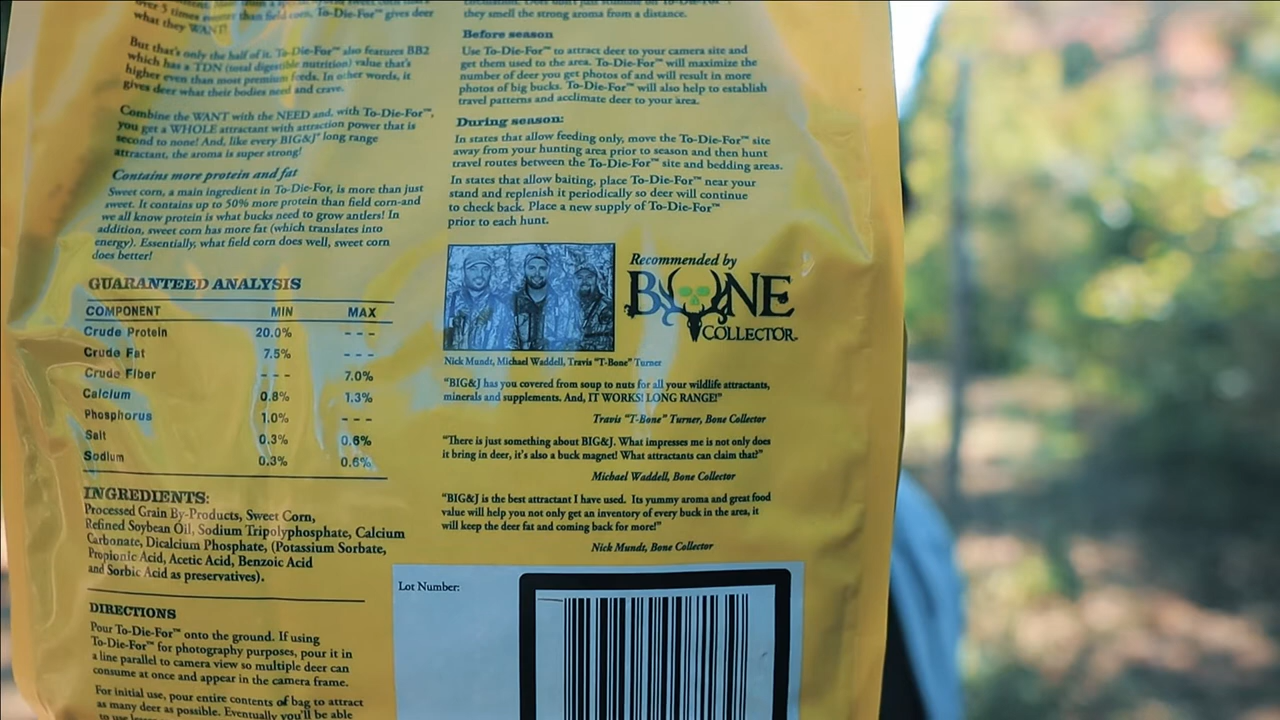 over 3 times sweeter than field corn, To-Die-For™ gives deer
what they WANT!
But that's only the half of it. To-Die-For™ also features BB2
which has a TDN (total digestible nutrition) value that's
higher even than most premium feeds. In other words, it
gives deer what their bodies need and crave.
Combine the WANT with the NEED and, with To-Die-For™,
you get a WHOLE attractant with attraction power that is
second to none! And, like every BIG&J® long range
attractant, the aroma is super strong!
Contains more protein and fat
Sweet corn, a main ingredient in To-Die-For, is more than just
sweet. It contains up to 50% more protein than field corn-and
we all know protein is what bucks need to grow antlers! In
addition, sweet corn has more fat (which translates into
energy). Essentially, what field corn does well, sweet corn
does better!
GUARANTEED ANALYSIS
COMPONENT MIN MAX
Crude Protein 20.0% - - -
Crude Fat 7.5% - - -
Crude Fiber - - - 7.0%
Calcium 0.8% 1.3%
Phosphorus 1.0% - - -
Salt 0.3% 0.6%
Sodium 0.3% 0.6%
INGREDIENTS:
Processed Grain By-Products, Sweet Corn,
Refined Soybean Oil, Sodium Tripolyphosphate, Calcium
Carbonate, Dicalcium Phosphate, (Potassium Sorbate,
Propionic Acid, Acetic Acid, Benzoic Acid
and Sorbic Acid as preservatives).
DIRECTIONS
Pour To-Die-For™ onto the ground. If using
To-Die-For™ for photography purposes, pour it in
a line parallel to camera view so multiple deer can
consume at once and appear in the camera frame.
For initial use, pour entire contents of bag to attract
as many deer as possible. Eventually you'll be able
they smell the strong aroma from a distance.
Before season
Use To-Die-For™ to attract deer to your camera site and
get them used to the area. To-Die-For™ will maximize the
number of deer you get photos of and will result in more
photos of big bucks. To-Die-For™ will also help to establish
travel patterns and acclimate deer to your area.
During season:
In states that allow feeding only, move the To-Die-For™ site
away from your hunting area prior to season and then hunt
travel routes between the To-Die-For™ site and bedding areas.
In states that allow baiting, place To-Die-For™ near your
stand and replenish it periodically so deer will continue
to check back. Place a new supply of To-Die-For™
prior to each hunt.
Recommended by
BONE
COLLECTOR
Nick Mundt, Michael Waddell, Travis "T-Bone" Turner
"BIG&J has you covered from soup to nuts for all your wildlife attractants,
minerals and supplements. And, IT WORKS! LONG RANGE!"
Travis "T-Bone" Turner, Bone Collector
"There is just something about BIG&J. What impresses me is not only does
it bring in deer, it's also a buck magnet! What attractants can claim that?"
Michael Waddell, Bone Collector
"BIG&J is the best attractant I have used. Its yummy aroma and great food
value will help you not only get an inventory of every buck in the area, it
will keep the deer fat and coming back for more!"
Nick Mundt, Bone Collector
Lot Number: